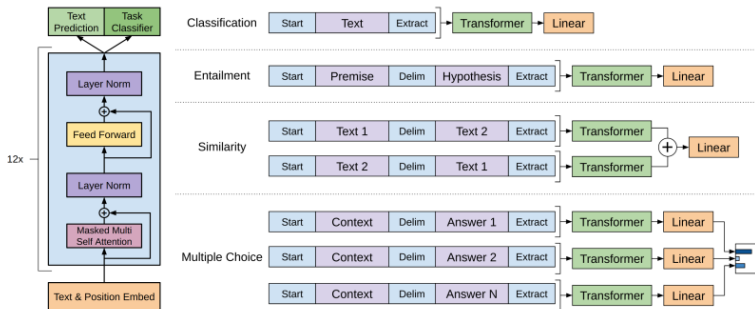 Text
Prediction
Task
Classifier
12x
Layer Norm
Feed Forward
Layer Norm
Masked Multi
Self Attention
Text & Position Embed
Classification
Start Text Extract Transformer Linear
Entailment
Start Premise Delim Hypothesis Extract Transformer Linear
Similarity
Start Text 1 Delim Text 2 Extract Transformer
Start Text 2 Delim Text 1 Extract Transformer
Linear
Multiple Choice
Start Context Delim Answer 1 Extract Transformer Linear
Start Context Delim Answer 2 Extract Transformer Linear
Start Context Delim Answer N Extract Transformer Linear